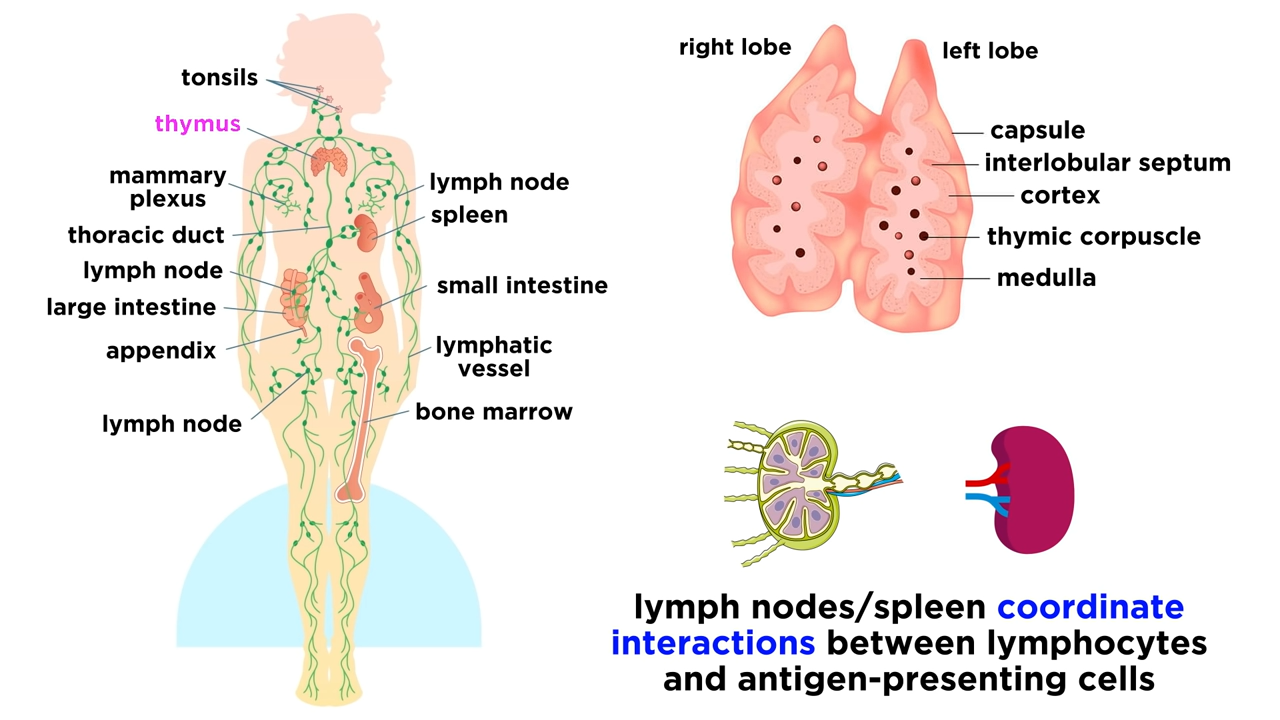 tonsils
thymus
mammary
plexus
thoracic duct
lymph node
large intestine
appendix
lymph node
lymph node
spleen
small intestine
lymphatic
vessel
bone marrow
right lobe
left lobe
capsule
interlobular septum
cortex
thymic corpuscle
medulla
lymph nodes/spleen coordinate
interactions between lymphocytes
and antigen-presenting cells